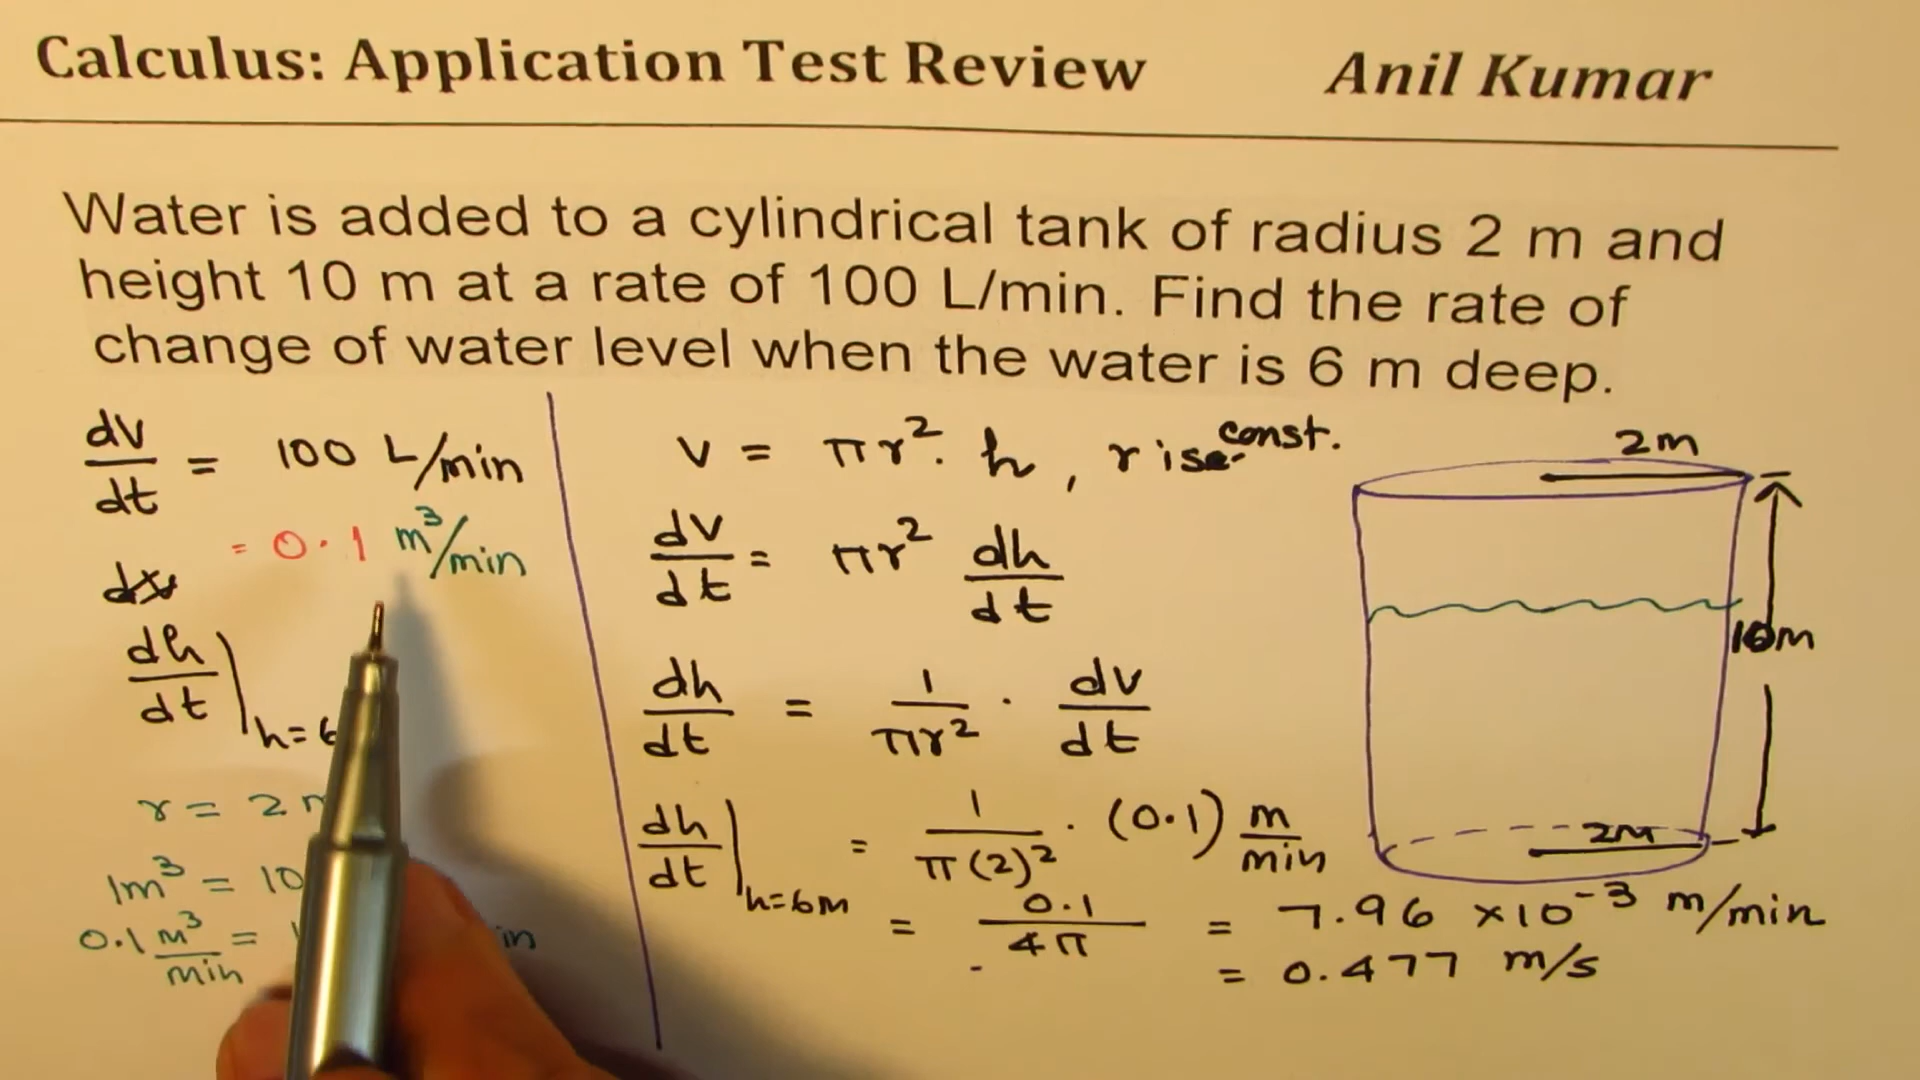 Calculus: Application Test Review Anil Kumar
Water is added to a cylindrical tank of radius 2 m and
height 10 m at a rate of 100 L/min. Find the rate of
change of water level when the water is 6 m deep.
dv/dt = 100 L/min
= 0.1 m³/min
dh/dt |h=6
r = 2
1m³ = 10
0.1 m³/min =
v = πr². h, r is const.
dv/dt = πr² dh/dt
dh/dt = 1/πr² · dv/dt
dh/dt |h=6m = 1/π(2)² · (0.1) m/min
= 0.1/4π = 7.96 ×10⁻³ m/min
= 0.477 m/s
2m
10m
2m